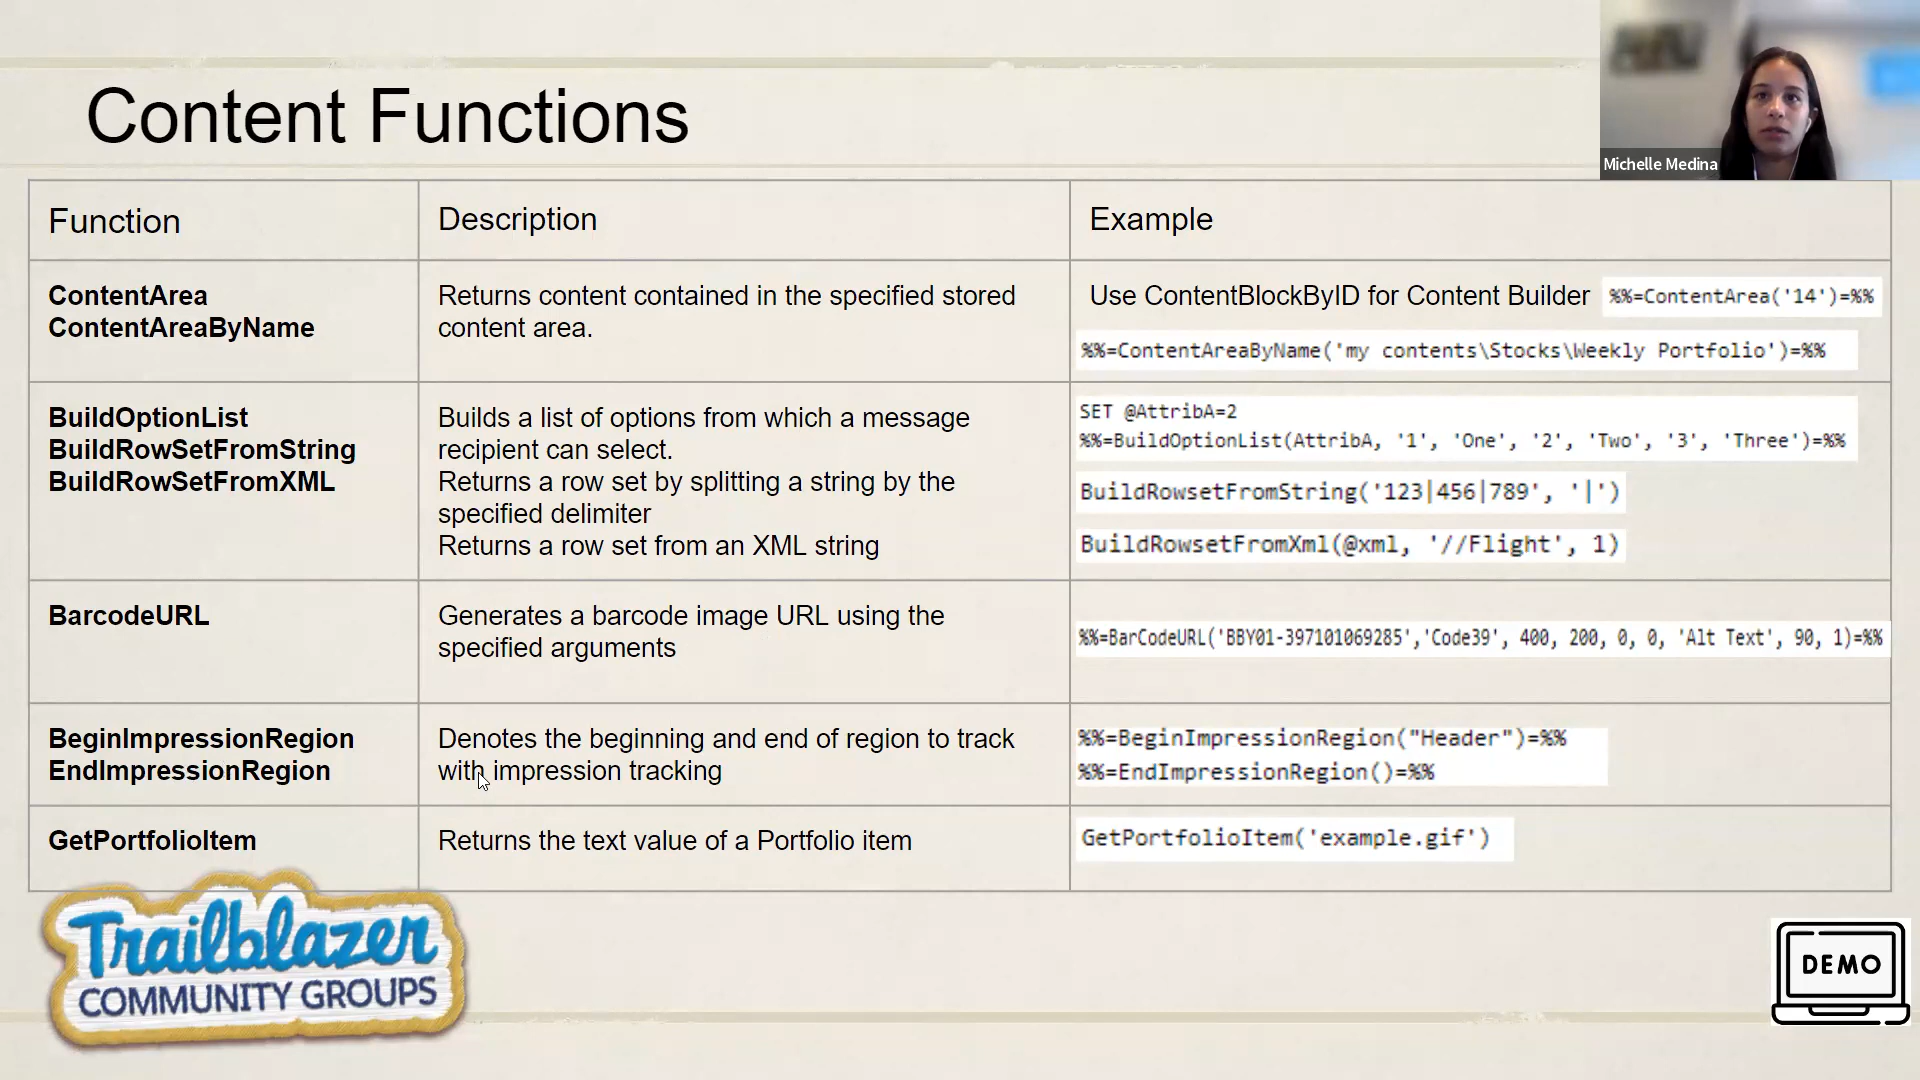 Content Functions
Michelle Medina
Function
Description
Example
ContentArea
ContentAreaByName
Returns content contained in the specified stored
content area.
Use ContentBlockByID for Content Builder
%%=ContentArea('14')=%%
%%=ContentAreaByName('my contents\Stocks\Weekly Portfolio')=%%
BuildOptionList
BuildRowSetFromString
BuildRowSetFromXML
Builds a list of options from which a message
recipient can select.
Returns a row set by splitting a string by the
specified delimiter
Returns a row set from an XML string
SET @AttribA=2
%%=BuildOptionList(AttribA, '1', 'One', '2', 'Two', '3', 'Three')=%%
BuildRowsetFromString('123|456|789', '|')
BuildRowsetFromXml(@xml, '//Flight', 1)
BarcodeURL
Generates a barcode image URL using the
specified arguments
%%=BarCodeURL('BBY01-397101069285','Code39', 400, 200, 0, 0, 'Alt Text', 90, 1)=%%
BeginImpressionRegion
EndImpressionRegion
Denotes the beginning and end of region to track
with impression tracking
%%=BeginImpressionRegion("Header")=%%
%%=EndImpressionRegion()=%%
GetPortfolioItem
Returns the text value of a Portfolio item
GetPortfolioItem('example.gif')
Trailblazer
COMMUNITY GROUPS
DEMO